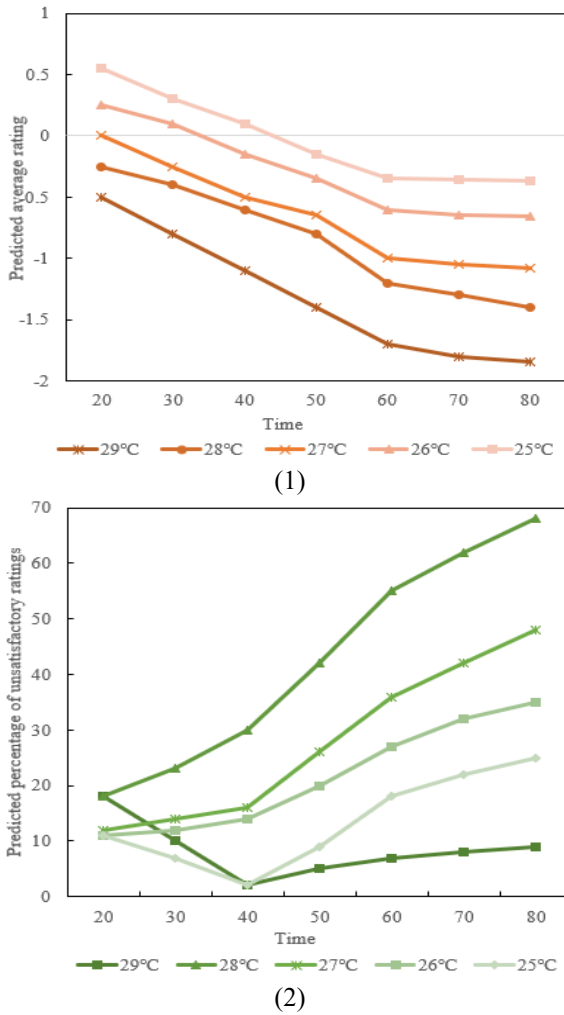 1
0.5
0
-0.5
-1
-1.5
-2
Predicted average rating
20 30 40 50 60 70 80
Time
29℃ 28℃ 27℃ 26℃ 25℃
(1)
70
60
50
40
30
20
10
0
Predicted percentage of unsatisfactory ratings
20 30 40 50 60 70 80
Time
29℃ 28℃ 27℃ 26℃ 25℃
(2)